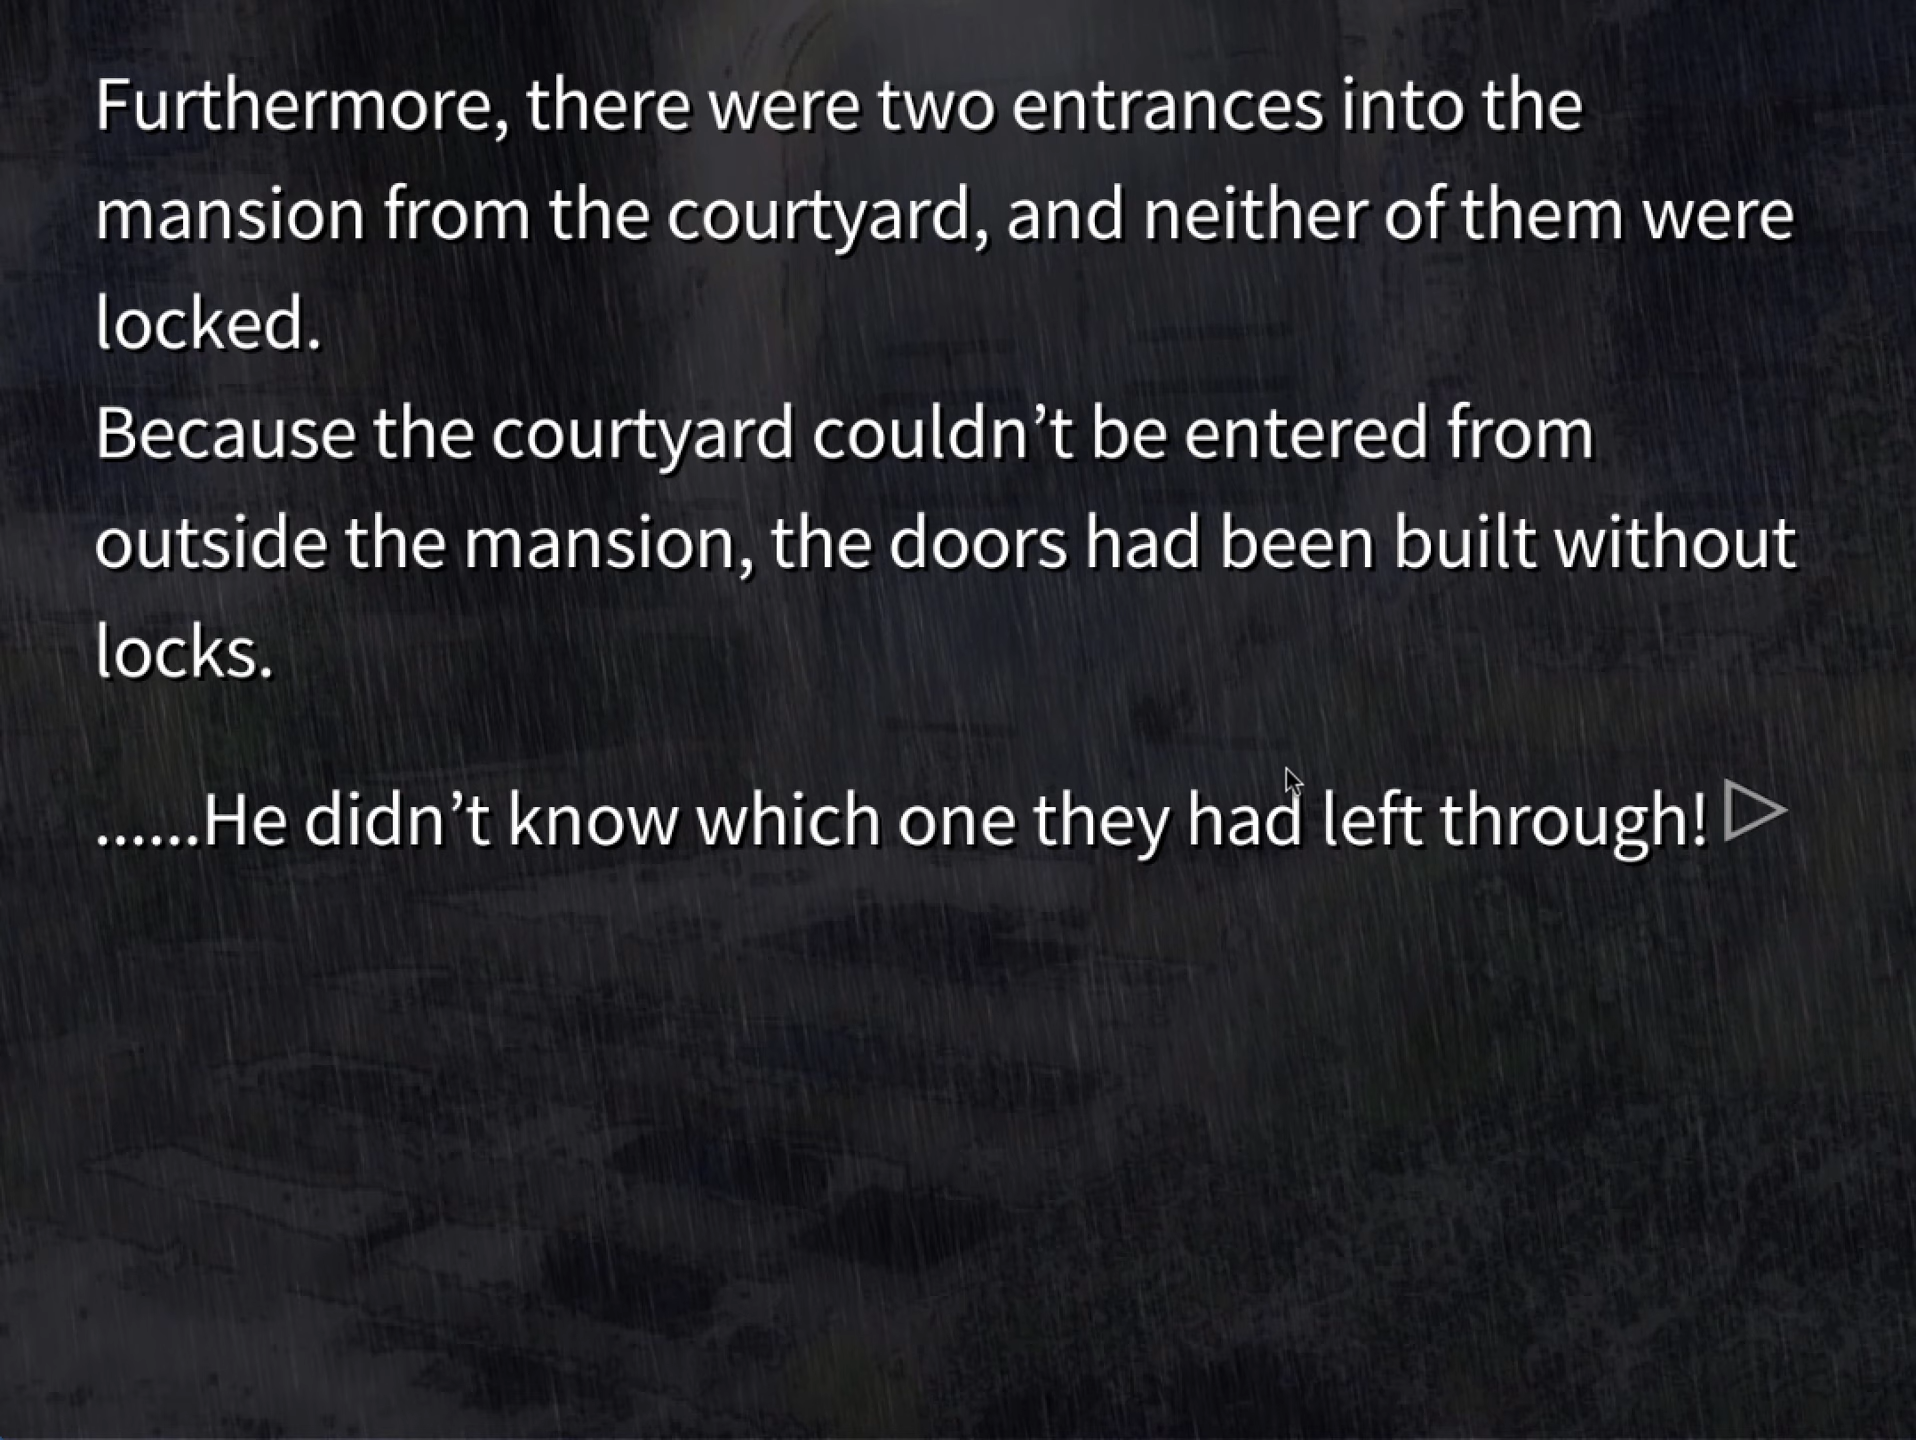 Furthermore, there were two entrances into the
mansion from the courtyard, and neither of them were
locked.
Because the courtyard couldn’t be entered from
outside the mansion, the doors had been built without
locks.
......He didn’t know which one they had left through!